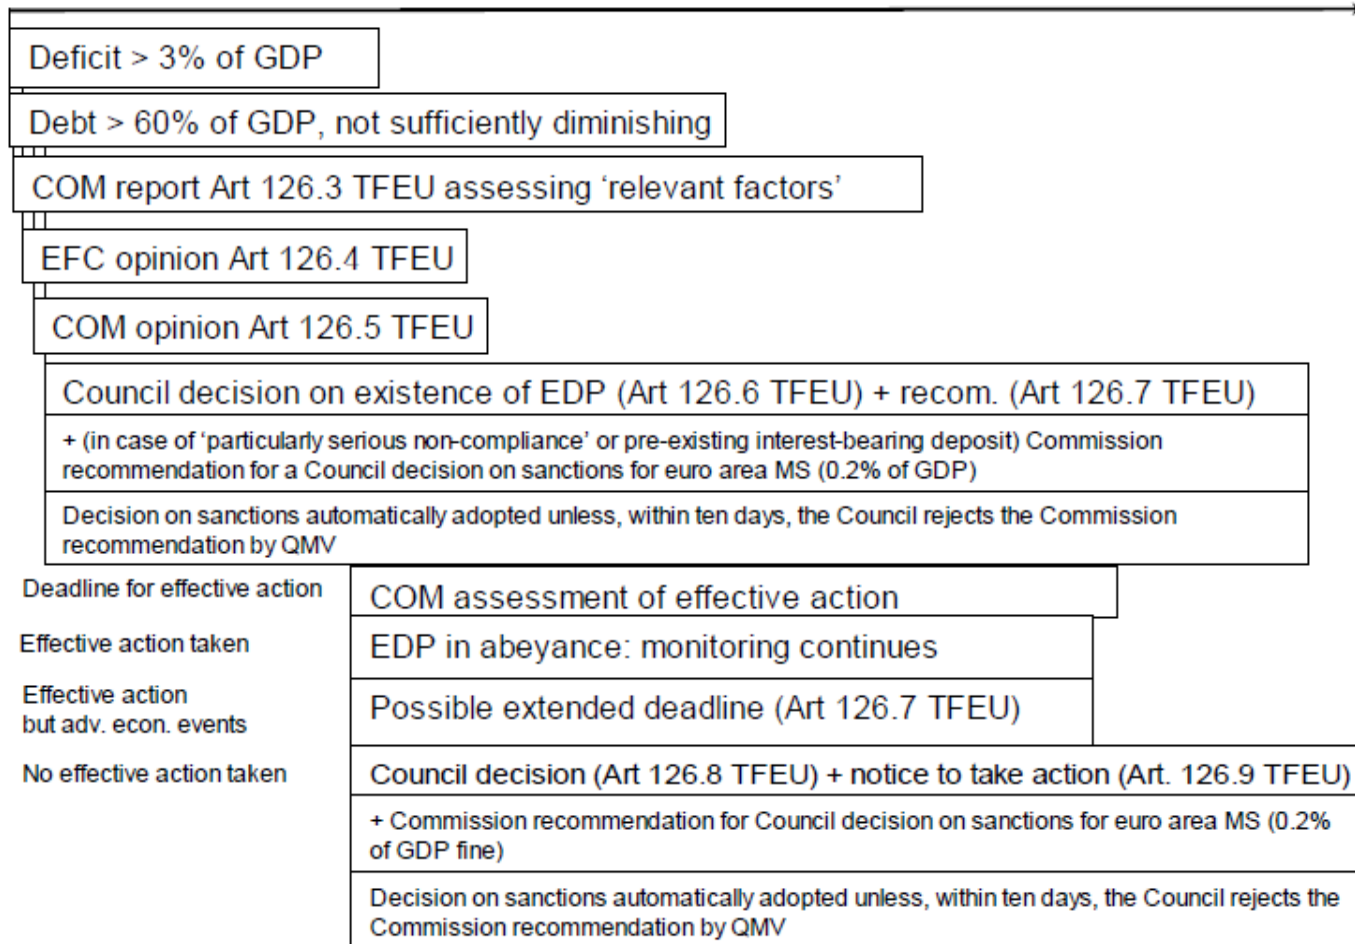 Deficit > 3% of GDP
Debt > 60% of GDP, not sufficiently diminishing
COM report Art 126.3 TFEU assessing ‘relevant factors’
EFC opinion Art 126.4 TFEU
COM opinion Art 126.5 TFEU
Council decision on existence of EDP (Art 126.6 TFEU) + recom. (Art 126.7 TFEU)
+ (in case of ‘particularly serious non-compliance’ or pre-existing interest-bearing deposit) Commission
recommendation for a Council decision on sanctions for euro area MS (0.2% of GDP)
Decision on sanctions automatically adopted unless, within ten days, the Council rejects the Commission
recommendation by QMV
Deadline for effective action
COM assessment of effective action
Effective action taken
EDP in abeyance: monitoring continues
Effective action
but adv. econ. events
Possible extended deadline (Art 126.7 TFEU)
No effective action taken
Council decision (Art 126.8 TFEU) + notice to take action (Art. 126.9 TFEU)
+ Commission recommendation for Council decision on sanctions for euro area MS (0.2%
of GDP fine)
Decision on sanctions automatically adopted unless, within ten days, the Council rejects the
Commission recommendation by QMV